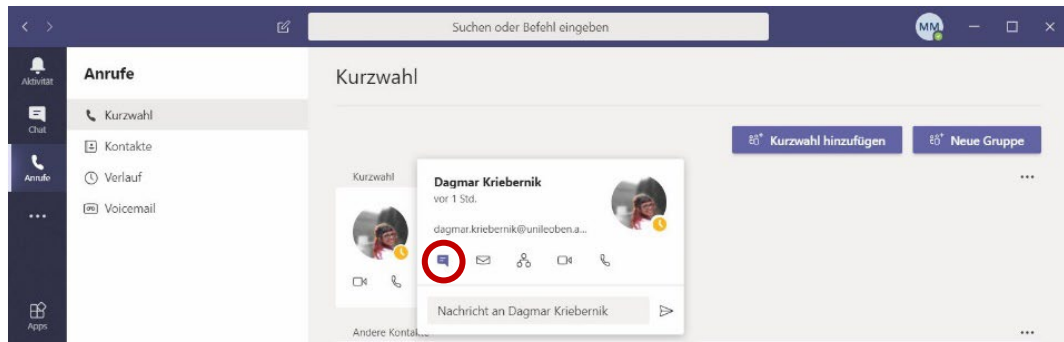 Suchen oder Befehl eingeben
MM
Aktivität
Chat
Anrufe
Apps
Anrufe
Kurzwahl
Kontakte
Verlauf
Voicemail
Kurzwahl
Kurzwahl hinzufügen
Neue Gruppe
Kurzwahl
Dagmar Kriebernik
vor 1 Std.
dagmar.kriebernik@unileoben.a...
Nachricht an Dagmar Kriebernik
Andere Kontakte